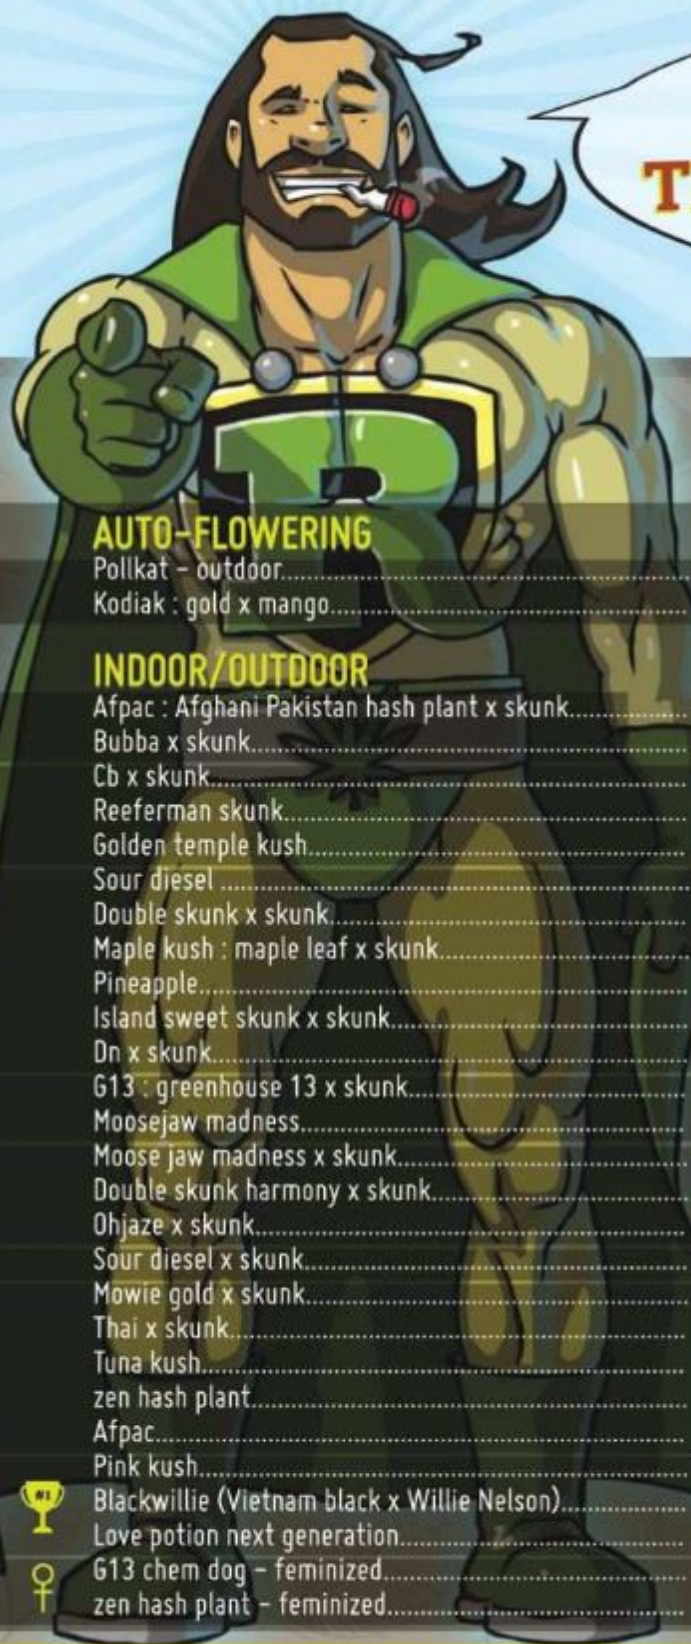 T
R
AUTO-FLOWERING
Pollkat - outdoor
Kodiak : gold x mango
INDOOR/OUTDOOR
Afpac : Afghani Pakistan hash plant x skunk
Bubba x skunk
Cb x skunk
Reeferman skunk
Golden temple kush
Sour diesel
Double skunk x skunk
Maple kush : maple leaf x skunk
Pineapple
Island sweet skunk x skunk
Dn x skunk
G13 : greenhouse 13 x skunk
Moosejaw madness
Moose jaw madness x skunk
Double skunk harmony x skunk
Ohjaze x skunk
Sour diesel x skunk
Mowie gold x skunk
Thai x skunk
Tuna kush
zen hash plant
Afpac
Pink kush
#1
Blackwillie (Vietnam black x Willie Nelson)
Love potion next generation
G13 chem dog - feminized
zen hash plant - feminized